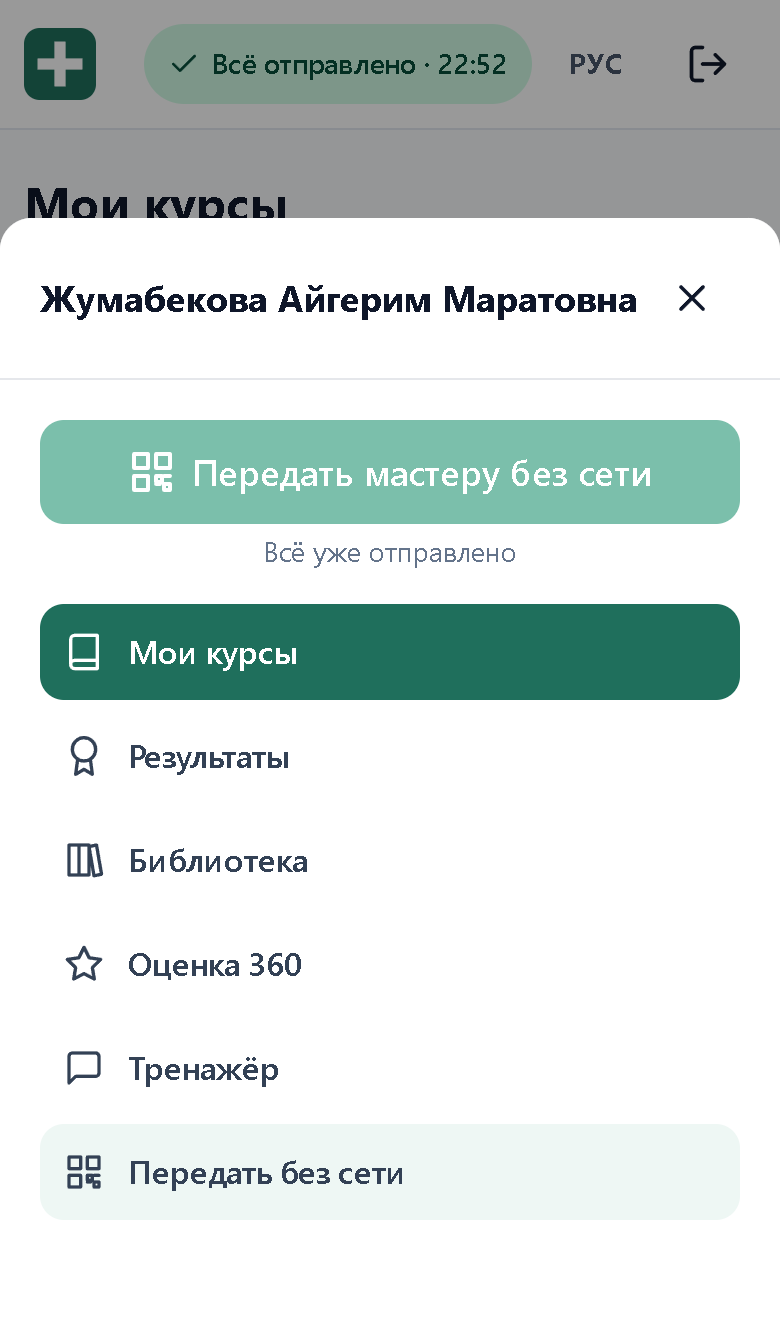 Всё отправлено · 22:52
РУС
Мои курсы
Жумабекова Айгерим Маратовна
Передать мастеру без сети
Всё уже отправлено
Мои курсы
Результаты
Библиотека
Оценка 360
Тренажёр
Передать без сети